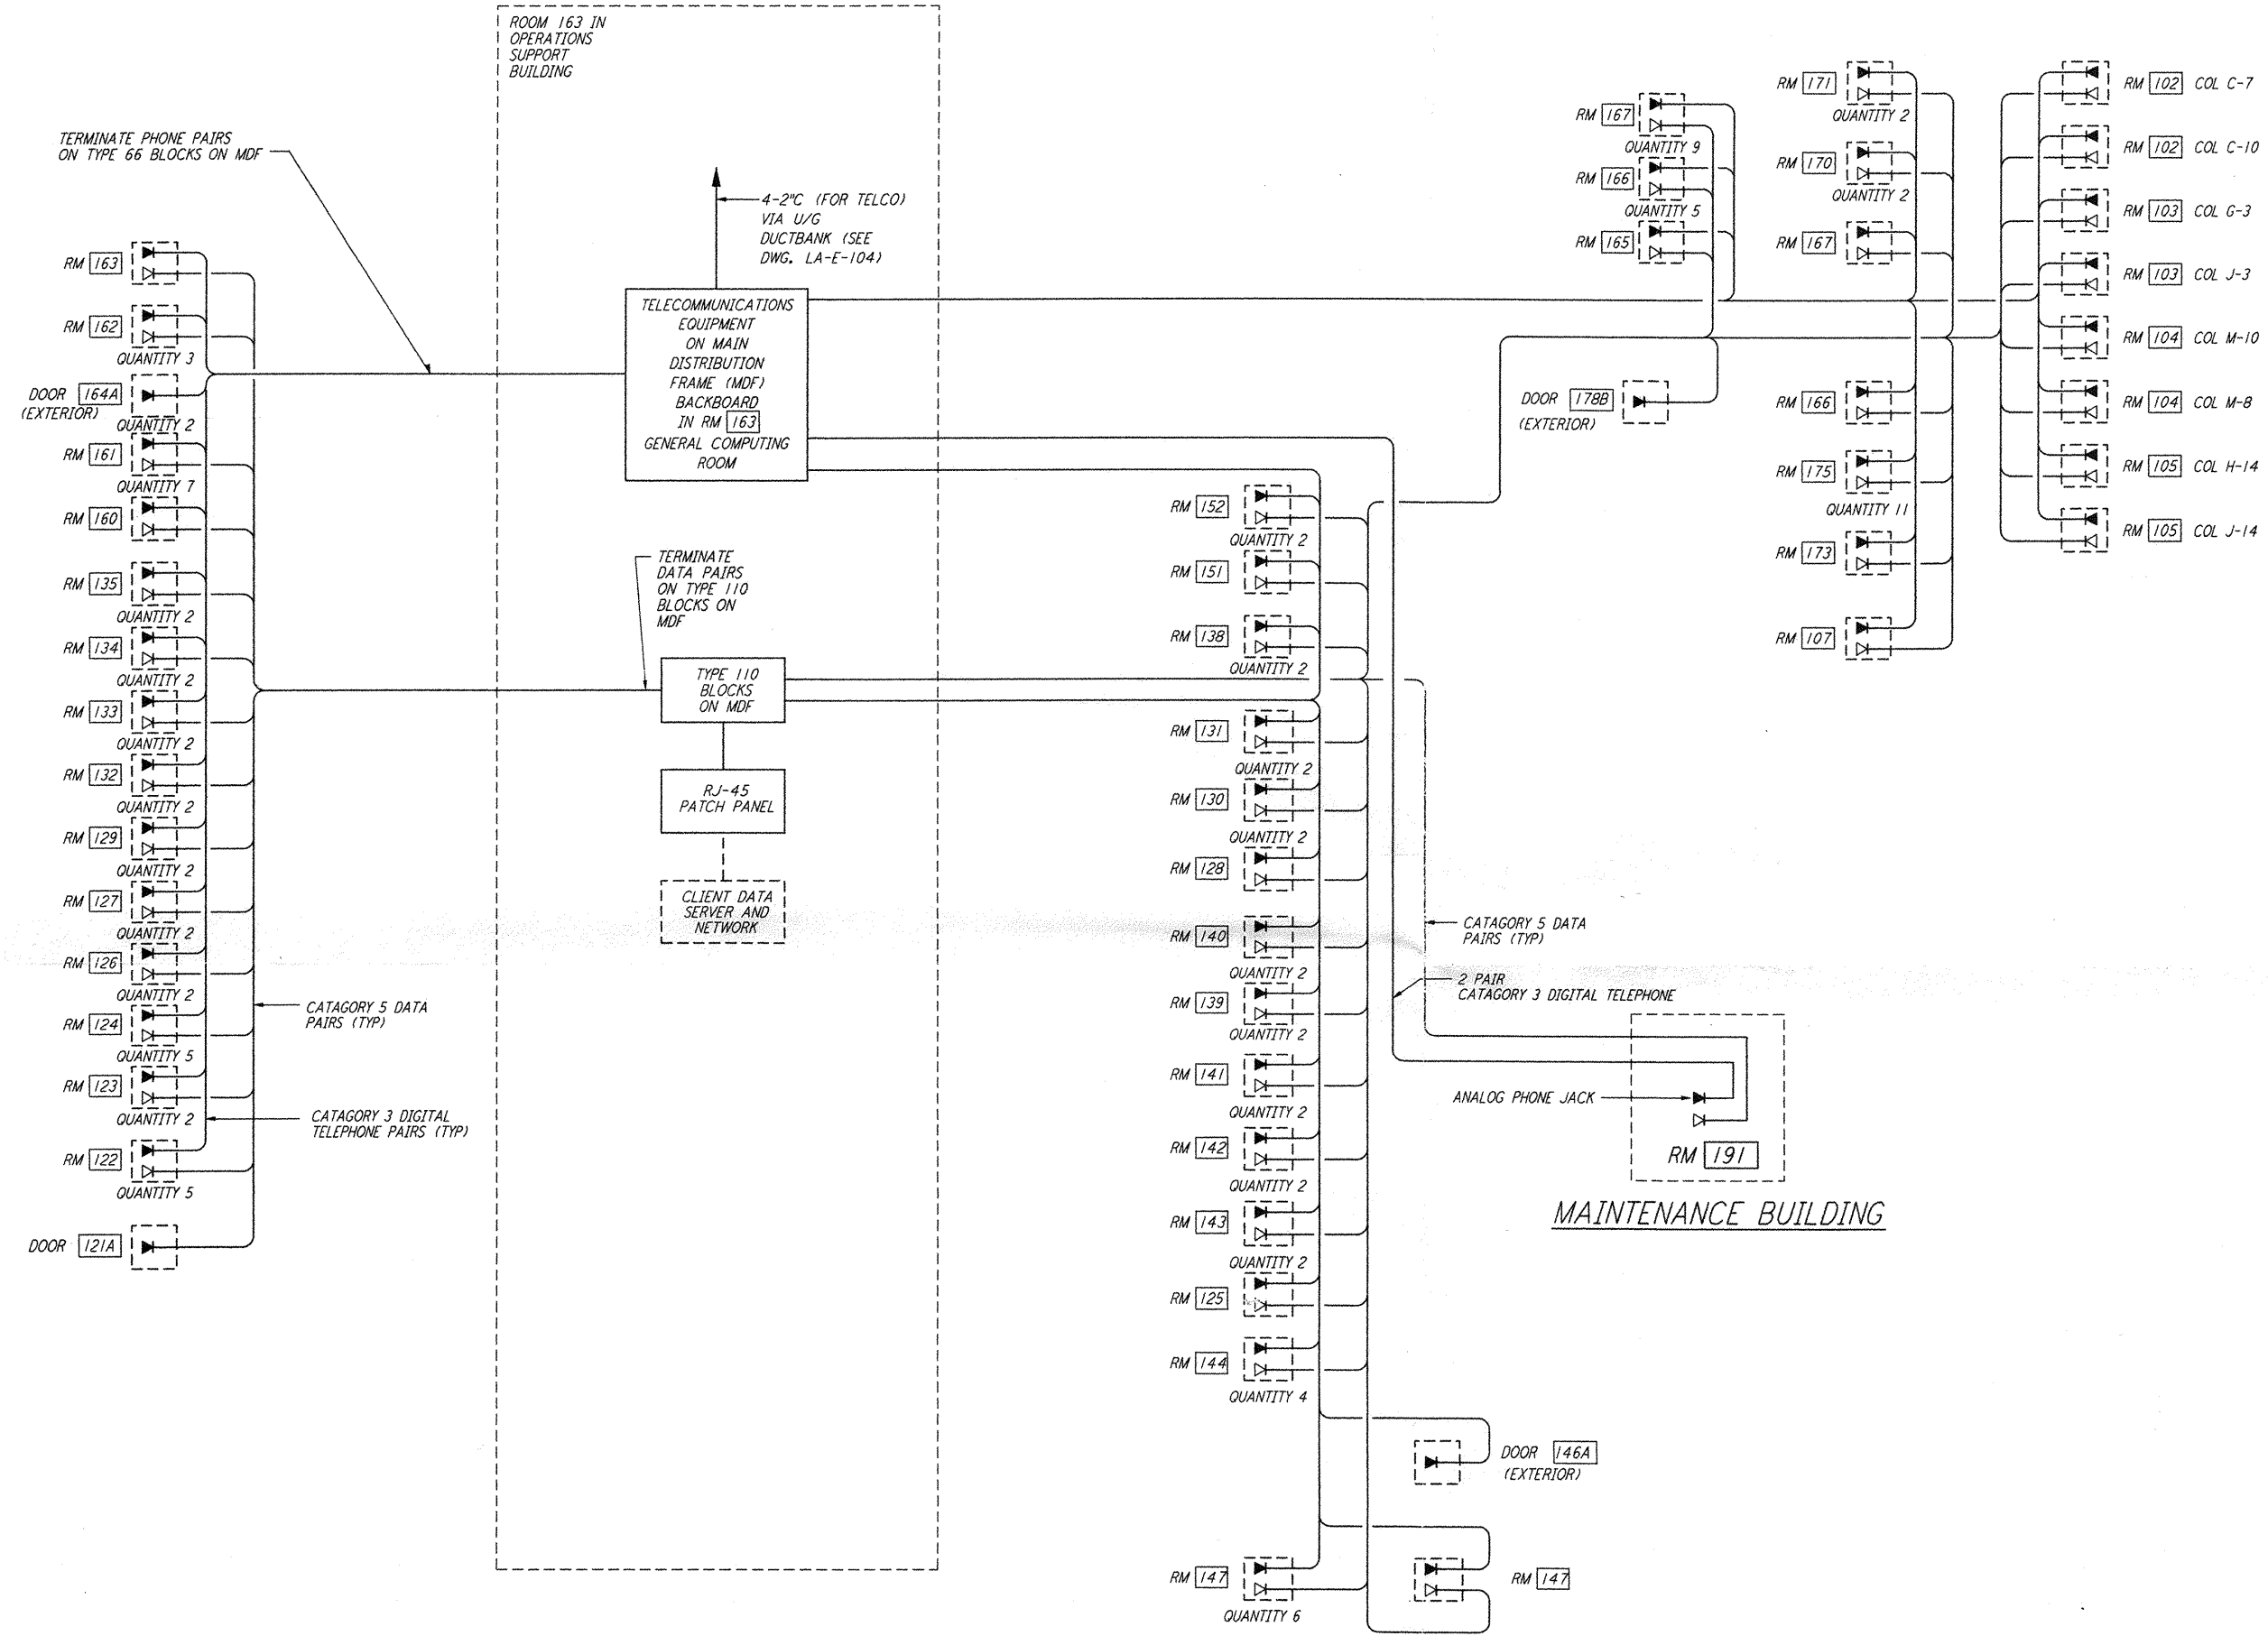 ROOM 163 IN
OPERATIONS
SUPPORT
BUILDING
TERMINATE PHONE PAIRS
ON TYPE 66 BLOCKS ON MDF
4-2"C (FOR TELCO)
VIA U/G
DUCTBANK (SEE
DWG. LA-E-104)
TELECOMMUNICATIONS
EQUIPMENT
ON MAIN
DISTRIBUTION
FRAME (MDF)
BACKBOARD
IN RM 163
GENERAL COMPUTING
ROOM
RM 163
RM 162
QUANTITY 3
DOOR 164A
(EXTERIOR)
QUANTITY 2
RM 161
QUANTITY 7
RM 160
RM 135
QUANTITY 2
RM 134
QUANTITY 2
RM 133
QUANTITY 2
RM 132
QUANTITY 2
RM 129
QUANTITY 2
RM 127
QUANTITY 2
RM 126
QUANTITY 2
RM 124
QUANTITY 5
RM 123
QUANTITY 2
RM 122
QUANTITY 5
DOOR 121A
CATAGORY 5 DATA
PAIRS (TYP)
CATAGORY 3 DIGITAL
TELEPHONE PAIRS (TYP)
TERMINATE
DATA PAIRS
ON TYPE 110
BLOCKS ON
MDF
TYPE 110
BLOCKS
ON MDF
RJ-45
PATCH PANEL
CLIENT DATA
SERVER AND
NETWORK
RM 152
QUANTITY 2
RM 151
RM 138
QUANTITY 2
RM 131
QUANTITY 2
RM 130
QUANTITY 2
RM 128
RM 140
QUANTITY 2
RM 139
QUANTITY 2
RM 141
QUANTITY 2
RM 142
QUANTITY 2
RM 143
QUANTITY 2
RM 125
RM 144
QUANTITY 4
DOOR 146A
(EXTERIOR)
RM 147
QUANTITY 6
RM 147
RM 167
QUANTITY 9
RM 166
QUANTITY 5
RM 165
DOOR 178B
(EXTERIOR)
RM 171
QUANTITY 2
RM 170
QUANTITY 2
RM 167
RM 166
RM 175
QUANTITY 11
RM 173
RM 107
RM 102 COL C-7
RM 102 COL C-10
RM 103 COL G-3
RM 103 COL J-3
RM 104 COL M-10
RM 104 COL M-8
RM 105 COL H-14
RM 105 COL J-14
CATAGORY 5 DATA
PAIRS (TYP)
2 PAIR
CATAGORY 3 DIGITAL TELEPHONE
ANALOG PHONE JACK
RM 191
MAINTENANCE BUILDING